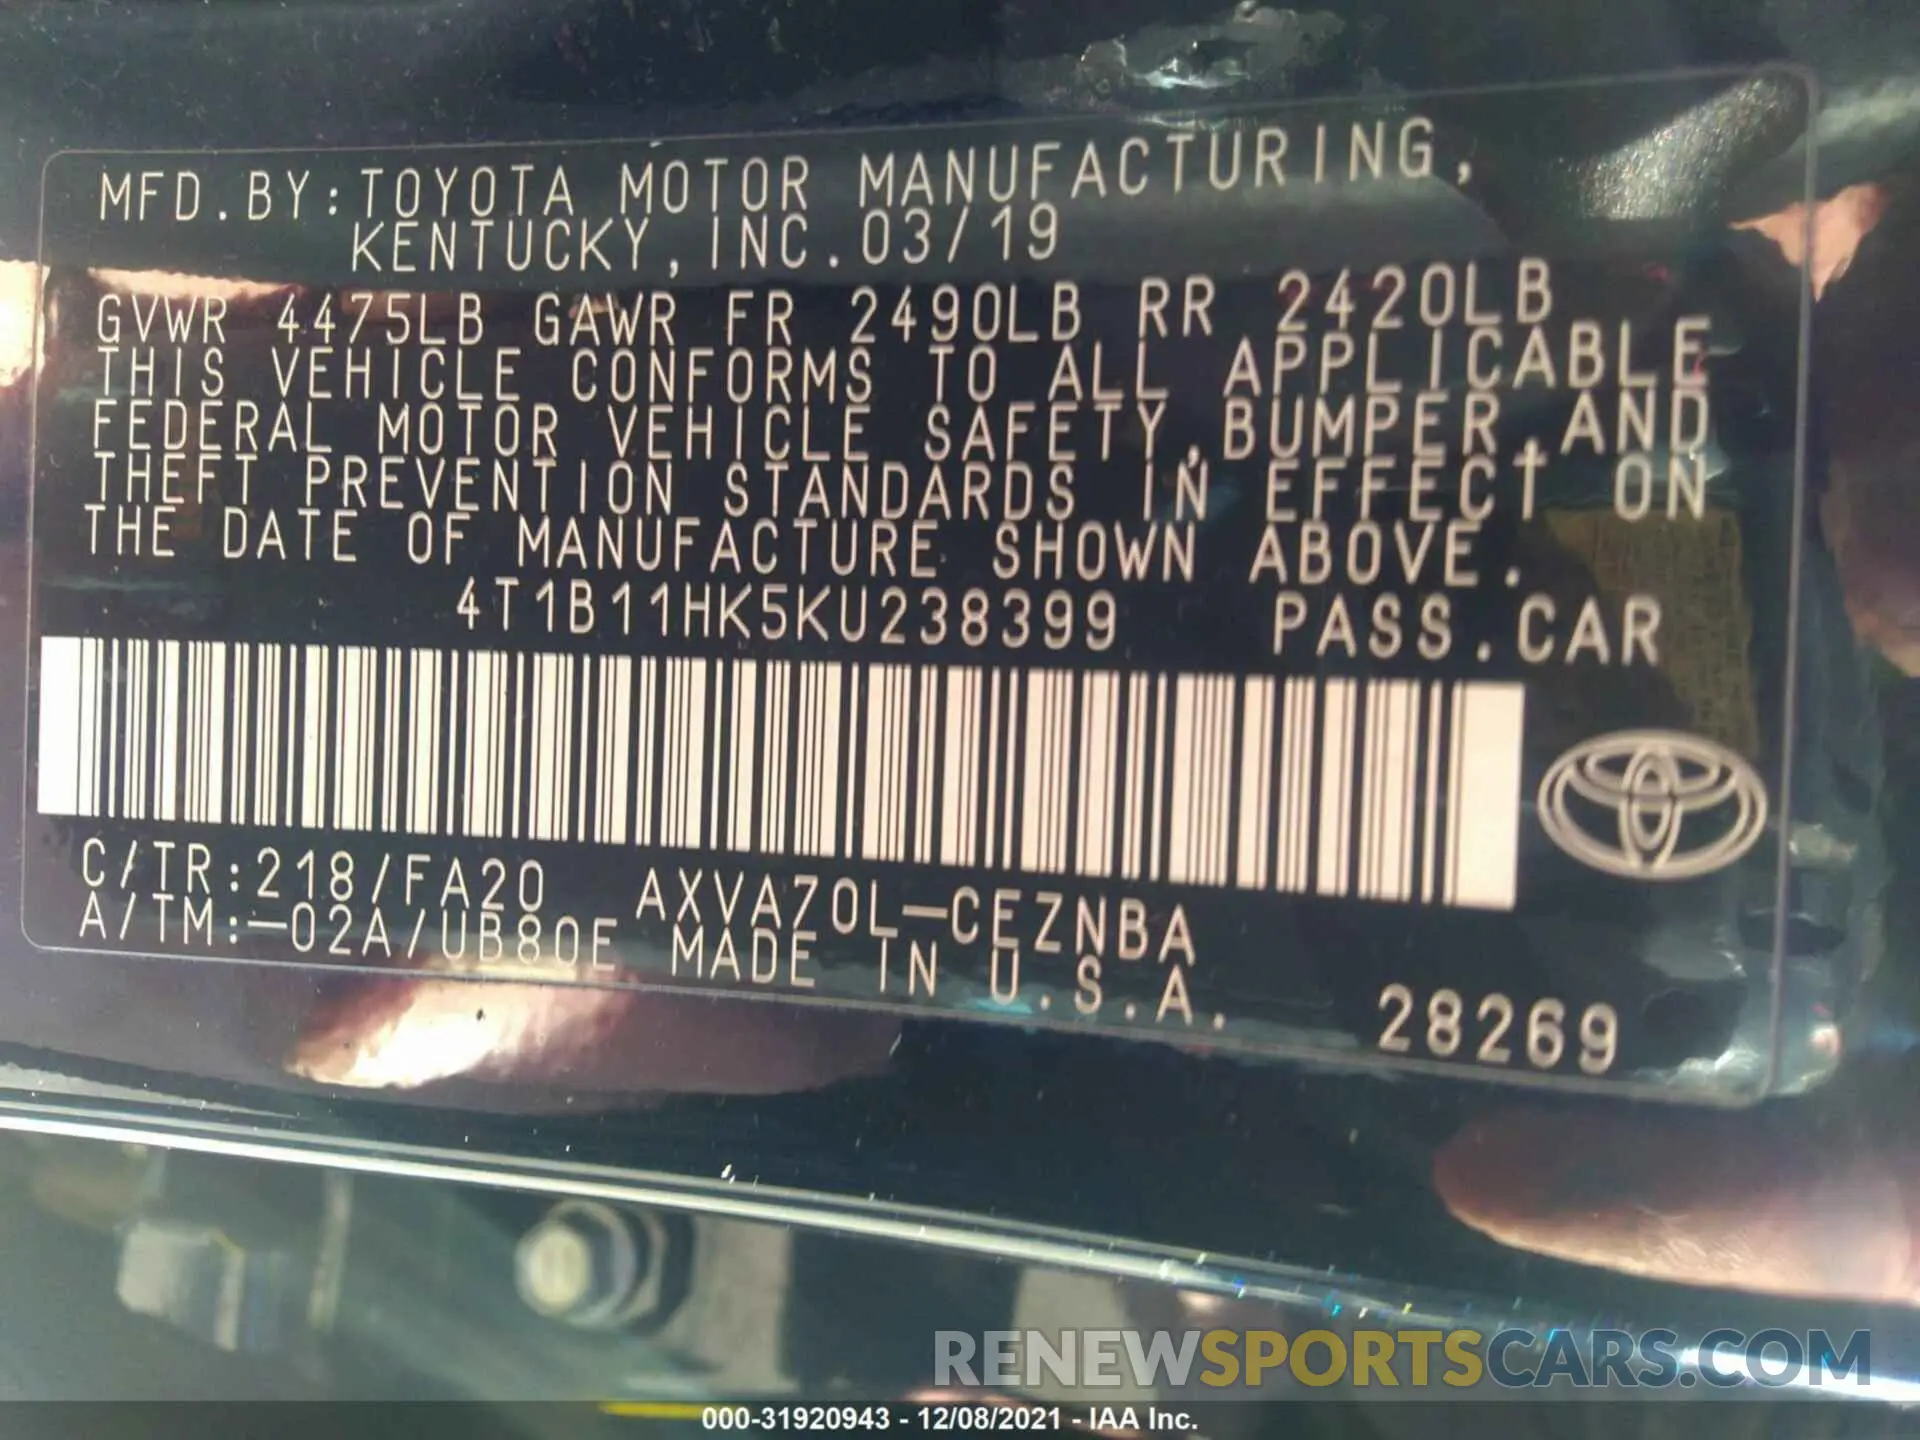 MFD.BY:TOYOTA MOTOR MANUFACTURING,
KENTUCKY,INC.03/19
GVWR 4475LB GAWR FR 2490LB RR 2420LB
THIS VEHICLE CONFORMS TO ALL APPLICABLE
FEDERAL MOTOR VEHICLE SAFETY,BUMPER,AND
THEFT PREVENTION STANDARDS IN EFFECT ON
THE DATE OF MANUFACTURE SHOWN ABOVE.
4T1B11HK5KU238399 PASS.CAR
C/TR:218/FA20 AXVA70L-CEZNBA
A/TM:-02A/UB80E MADE IN U.S.A.
28269
RENEWSPORTSCARS.COM
000-31920943 - 12/08/2021 - IAA Inc.